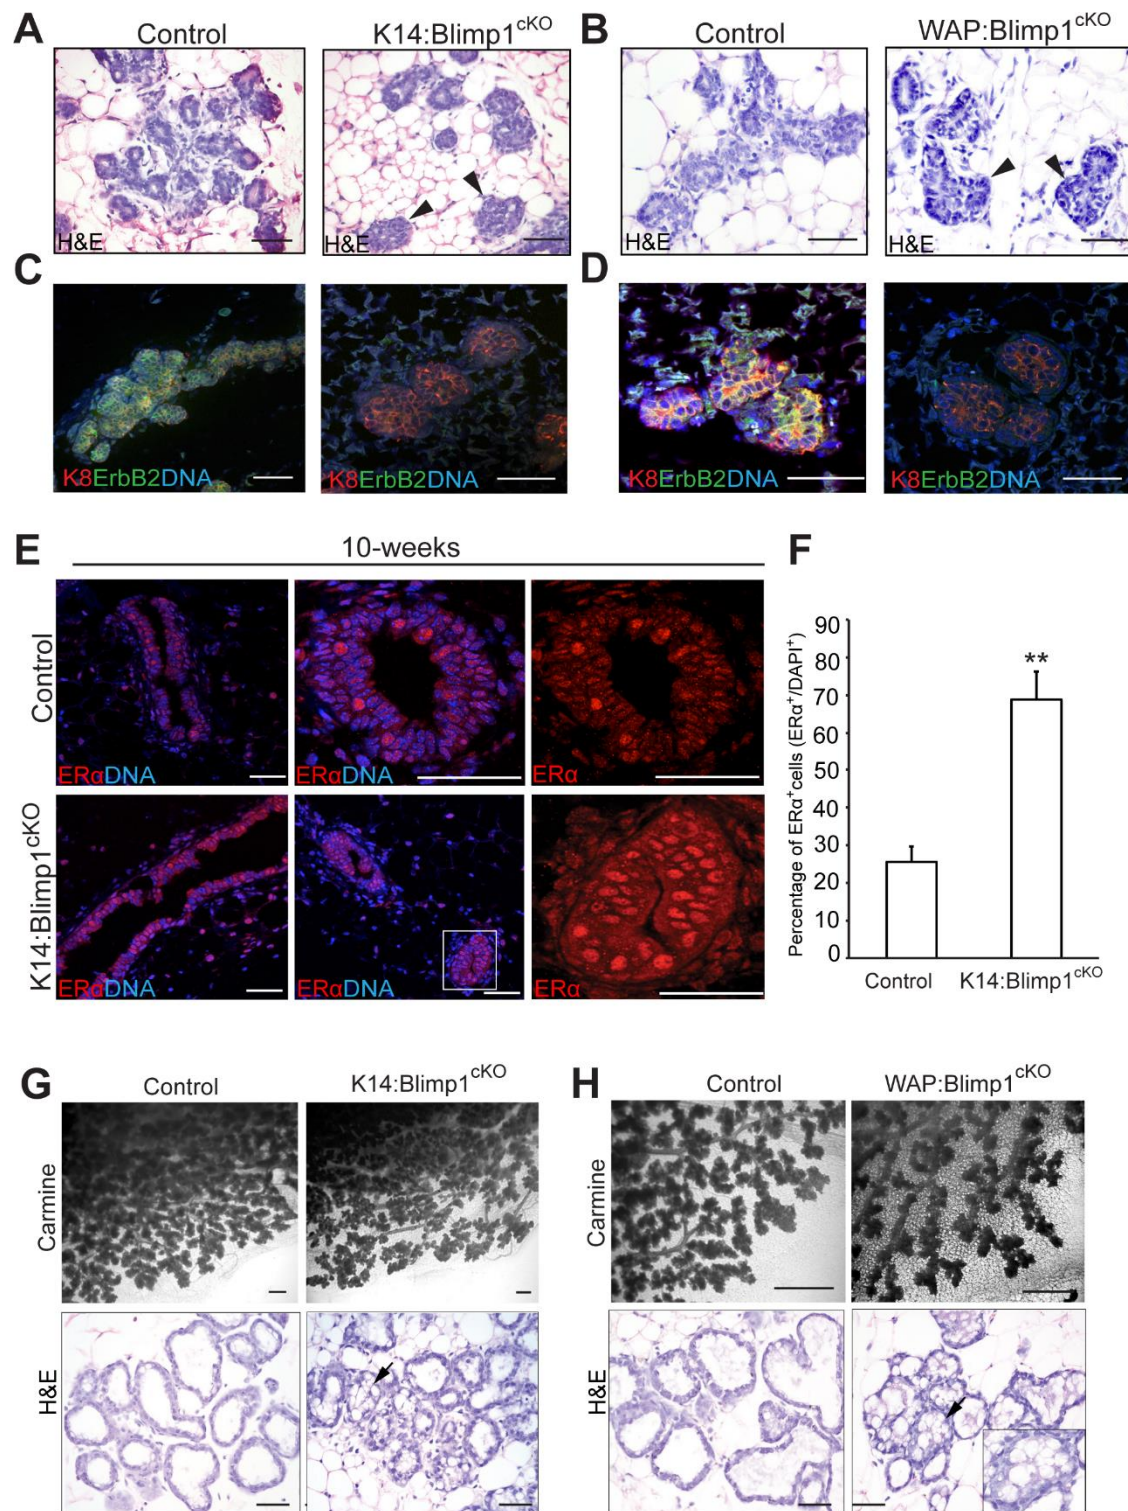 A
Control
K14:Blimp1cKO
H&E
H&E
B
Control
WAP:Blimp1cKO
H&E
H&E
C
K8ErbB2DNA
K8ErbB2DNA
D
K8ErbB2DNA
K8ErbB2DNA
E
10-weeks
Control
ERαDNA
ERαDNA
ERα
K14:Blimp1cKO
ERαDNA
ERαDNA
ERα
F
Percentage of ERα+cells (ERα+/DAPI+)
90
80
70
60
50
40
30
20
10
0
**
Control
K14:Blimp1cKO
G
Control
K14:Blimp1cKO
Carmine
H&E
H
Control
WAP:Blimp1cKO
Carmine
H&E